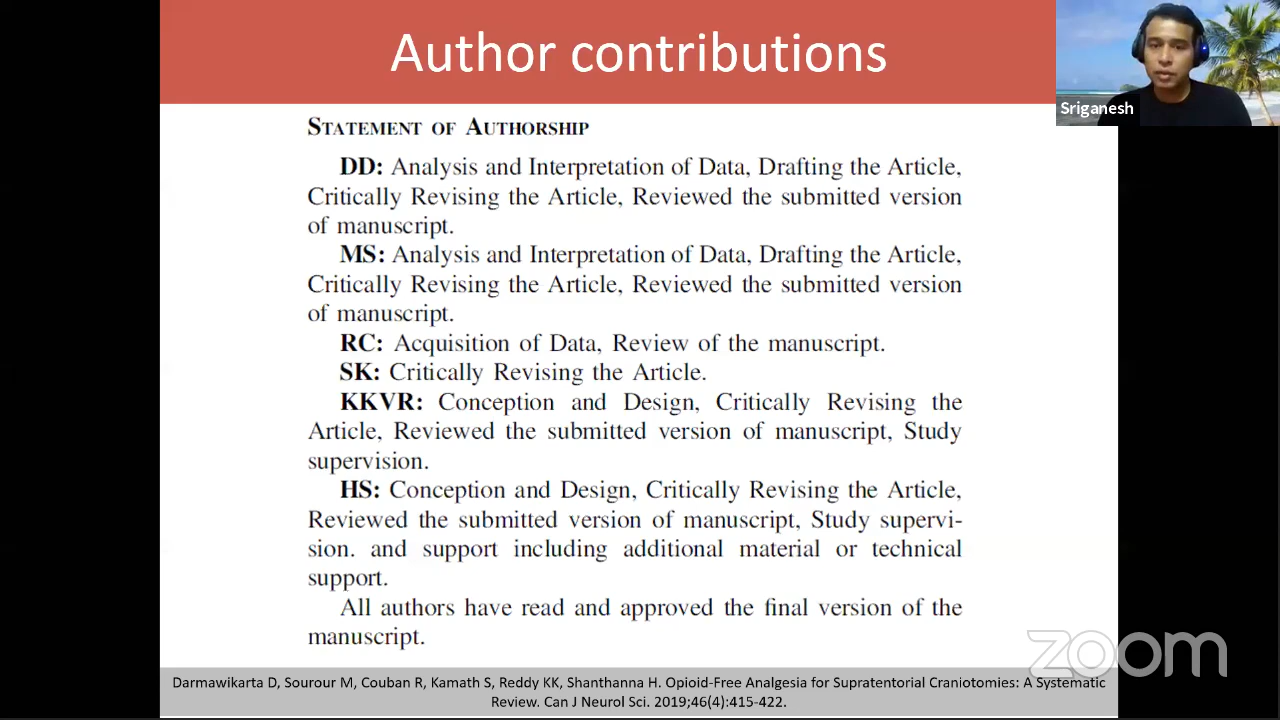 Author contributions
Sriganesh
STATEMENT OF AUTHORSHIP
DD: Analysis and Interpretation of Data, Drafting the Article,
Critically Revising the Article, Reviewed the submitted version
of manuscript.
MS: Analysis and Interpretation of Data, Drafting the Article,
Critically Revising the Article, Reviewed the submitted version
of manuscript.
RC: Acquisition of Data, Review of the manuscript.
SK: Critically Revising the Article.
KKVR: Conception and Design, Critically Revising the
Article, Reviewed the submitted version of manuscript, Study
supervision.
HS: Conception and Design, Critically Revising the Article,
Reviewed the submitted version of manuscript, Study supervi-
sion. and support including additional material or technical
support.
All authors have read and approved the final version of the
manuscript.
zoom
Darmawikarta D, Sourour M, Couban R, Kamath S, Reddy KK, Shanthanna H. Opioid-Free Analgesia for Supratentorial Craniotomies: A Systematic
Review. Can J Neurol Sci. 2019;46(4):415-422.